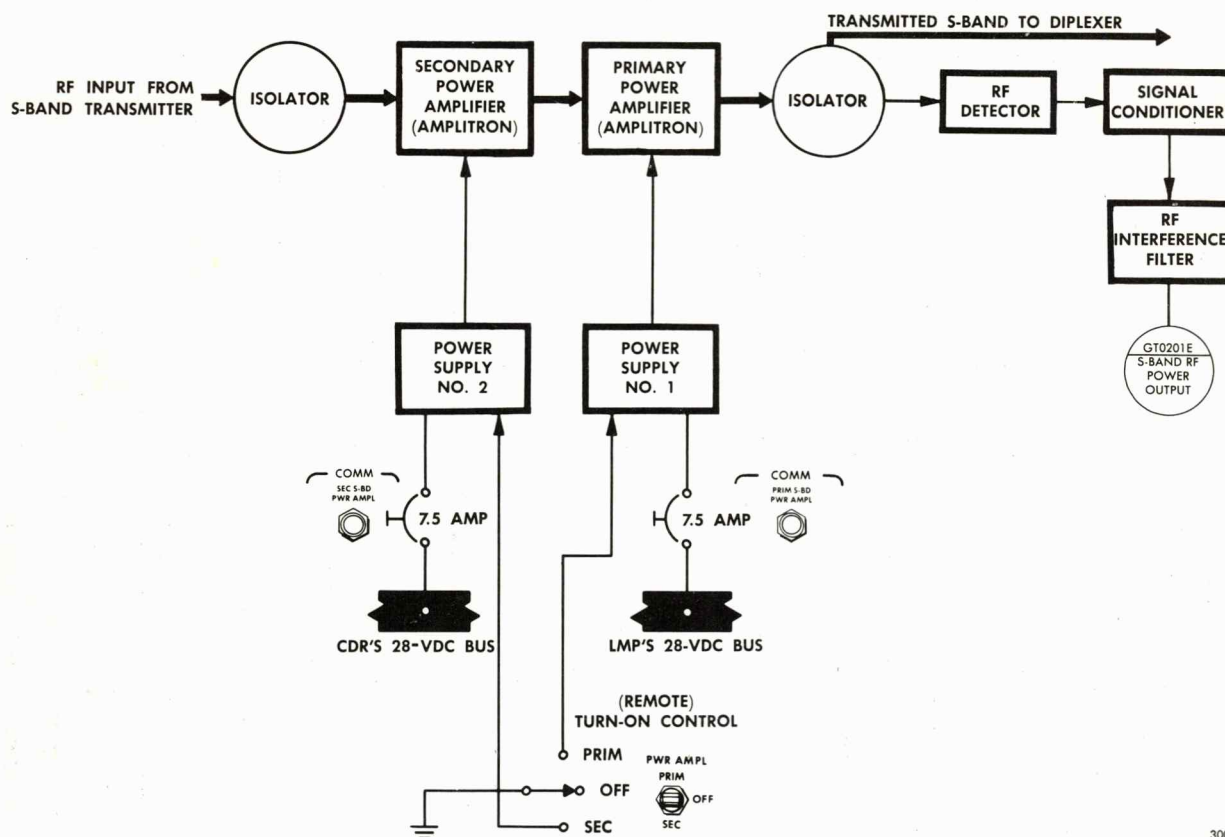 TRANSMITTED S-BAND TO DIPLEXER
RF INPUT FROM
S-BAND TRANSMITTER
ISOLATOR
SECONDARY
POWER
AMPLIFIER
(AMPLITRON)
PRIMARY
POWER
AMPLIFIER
(AMPLITRON)
ISOLATOR
RF
DETECTOR
SIGNAL
CONDITIONER
RF
INTERFERENCE
FILTER
GT0201E
S-BAND RF
POWER
OUTPUT
POWER
SUPPLY
NO. 2
POWER
SUPPLY
NO. 1
COMM
SEC S-BD
PWR AMPL
7.5 AMP
7.5 AMP
COMM
PRIM S-BD
PWR AMPL
CDR'S 28-VDC BUS
LMP'S 28-VDC BUS
(REMOTE)
TURN-ON CONTROL
PRIM
OFF
SEC
PWR AMPL
PRIM
OFF
SEC